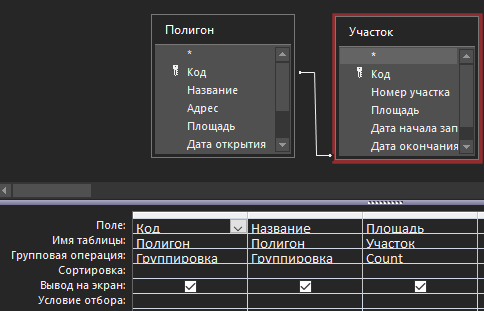 Полигон
*
Код
Название
Адрес
Площадь
Дата открытия
Участок
*
Код
Номер участка
Площадь
Дата начала зап
Дата окончания
Поле: Код Название Площадь
Имя таблицы: Полигон Полигон Участок
Групповая операция: Группировка Группировка Count
Сортировка:
Вывод на экран:
Условие отбора: